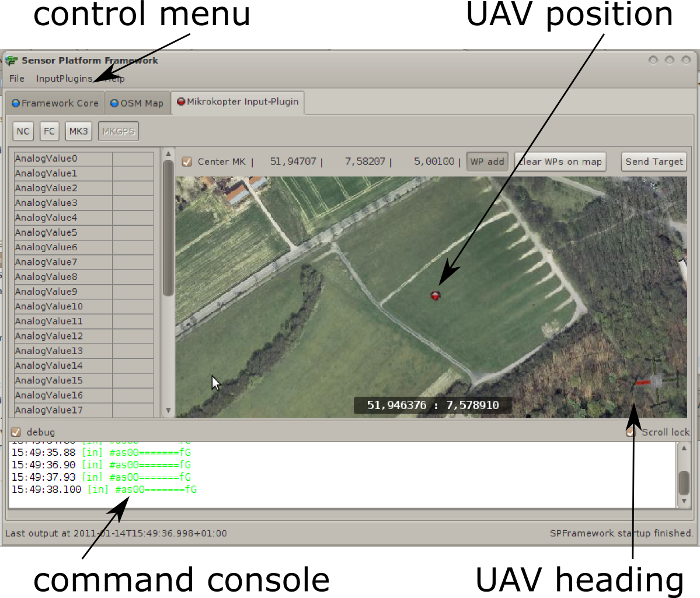 control menu
UAV position
Sensor Platform Framework
File InputPlugins Help
Framework Core OSM Map Mikrokopter Input-Plugin
NC FC MK3 MKGPS
AnalogValue0
AnalogValue1
AnalogValue2
AnalogValue3
AnalogValue4
AnalogValue5
AnalogValue6
AnalogValue7
AnalogValue8
AnalogValue9
AnalogValue10
AnalogValue11
AnalogValue12
AnalogValue13
AnalogValue14
AnalogValue15
AnalogValue16
AnalogValue17
Center MK | 51,94707 | 7,58207 | 5,00100 | WP add Clear WPs on map Send Target
51,946376 : 7,578910
debug
Scroll lock
15:49:35.88 [in] #as00=======fG
15:49:36.90 [in] #as00=======fG
15:49:37.93 [in] #as00=======fG
15:49:38.100 [in] #as00=======fG
Last output at 2011-01-14T15:49:36.998+01:00
SPFramework startup finished.
command console
UAV heading